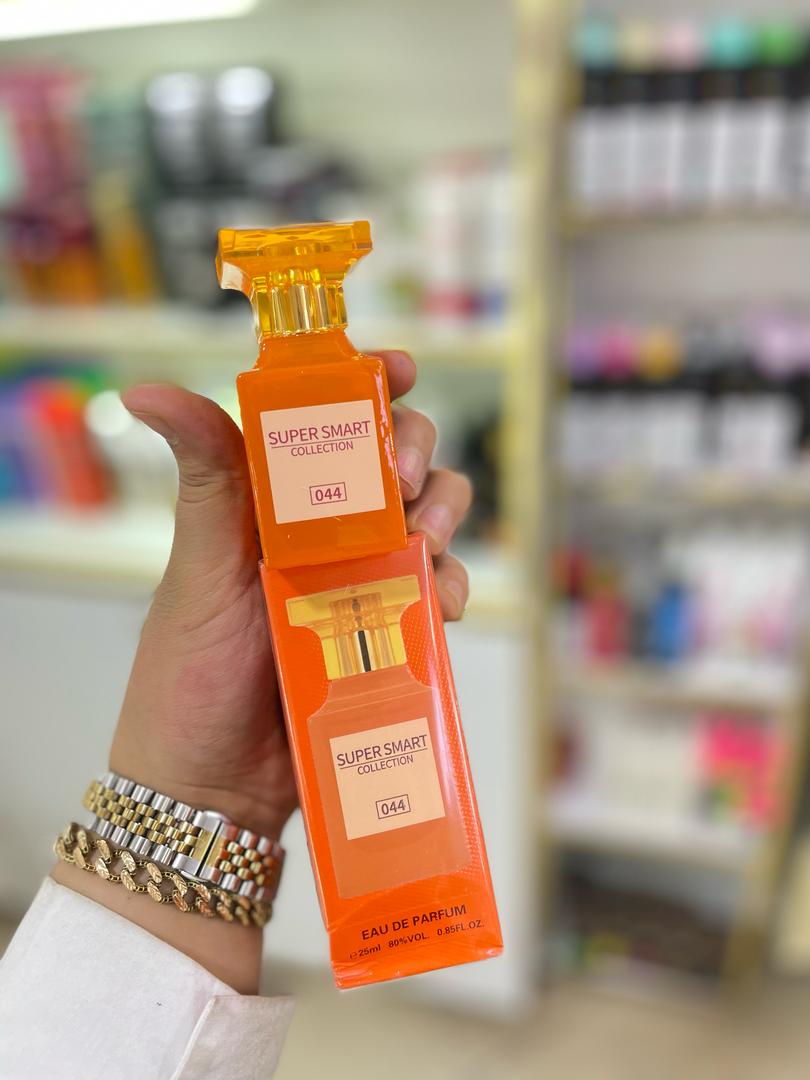 SUPER SMART
COLLECTION
044
SUPER SMART
COLLECTION
044
EAU DE PARFUM
℮25ml 80%VOL. 0.85FL.OZ.